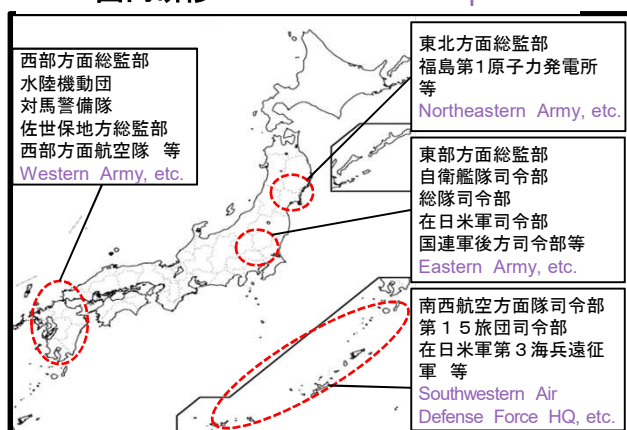 西部方面総監部
水陸機動団
対馬警備隊
佐世保地方総監部
西部方面航空隊 等
Western Army, etc.
東北方面総監部
福島第1原子力発電所
等
Northeastern Army, etc.
東部方面総監部
自衛艦隊司令部
総隊司令部
在日米軍司令部
国連軍後方司令部等
Eastern Army, etc.
南西航空方面隊司令部
第１５旅団司令部
在日米軍第３海兵遠征
軍 等
Southwestern Air
Defense Force HQ, etc.